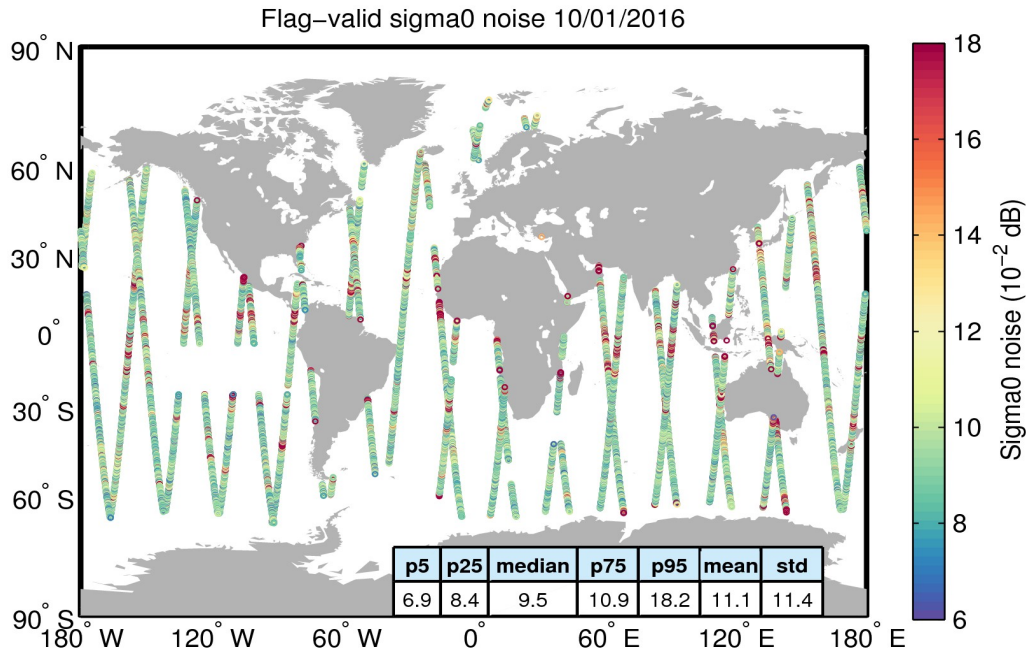 Flag−valid sigma0 noise 10/01/2016
90° N
60° N
30° N
0°
30° S
60° S
90° S
180° W
120° W
60° W
0°
60° E
120° E
180° E
p5 p25 median p75 p95 mean std
6.9 8.4 9.5 10.9 18.2 11.1 11.4
18
16
14
12
10
8
6
Sigma0 noise (10⁻² dB)